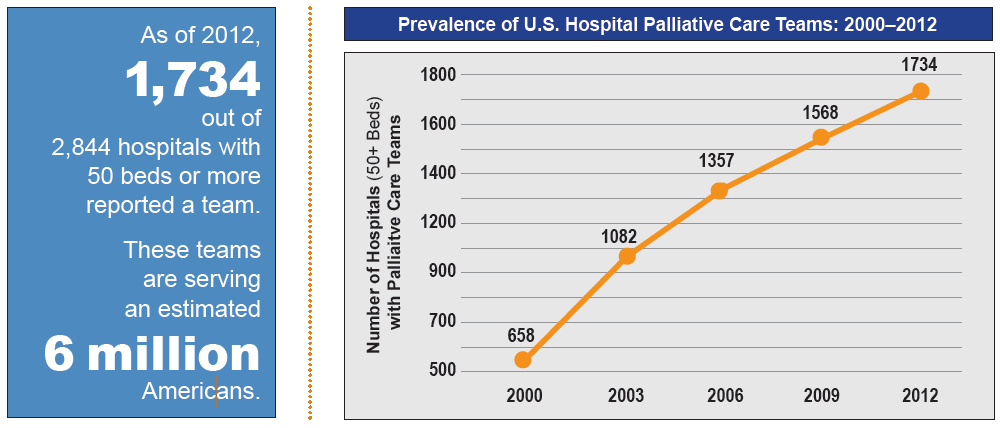 As of 2012,
1,734
out of
2,844 hospitals with
50 beds or more
reported a team.
These teams
are serving
an estimated
6 million
Americans.
Prevalence of U.S. Hospital Palliative Care Teams: 2000–2012
Number of Hospitals (50+ Beds)
with Palliaitve Care Teams
1800
1600
1400
1200
900
700
500
658
1082
1357
1568
1734
2000
2003
2006
2009
2012